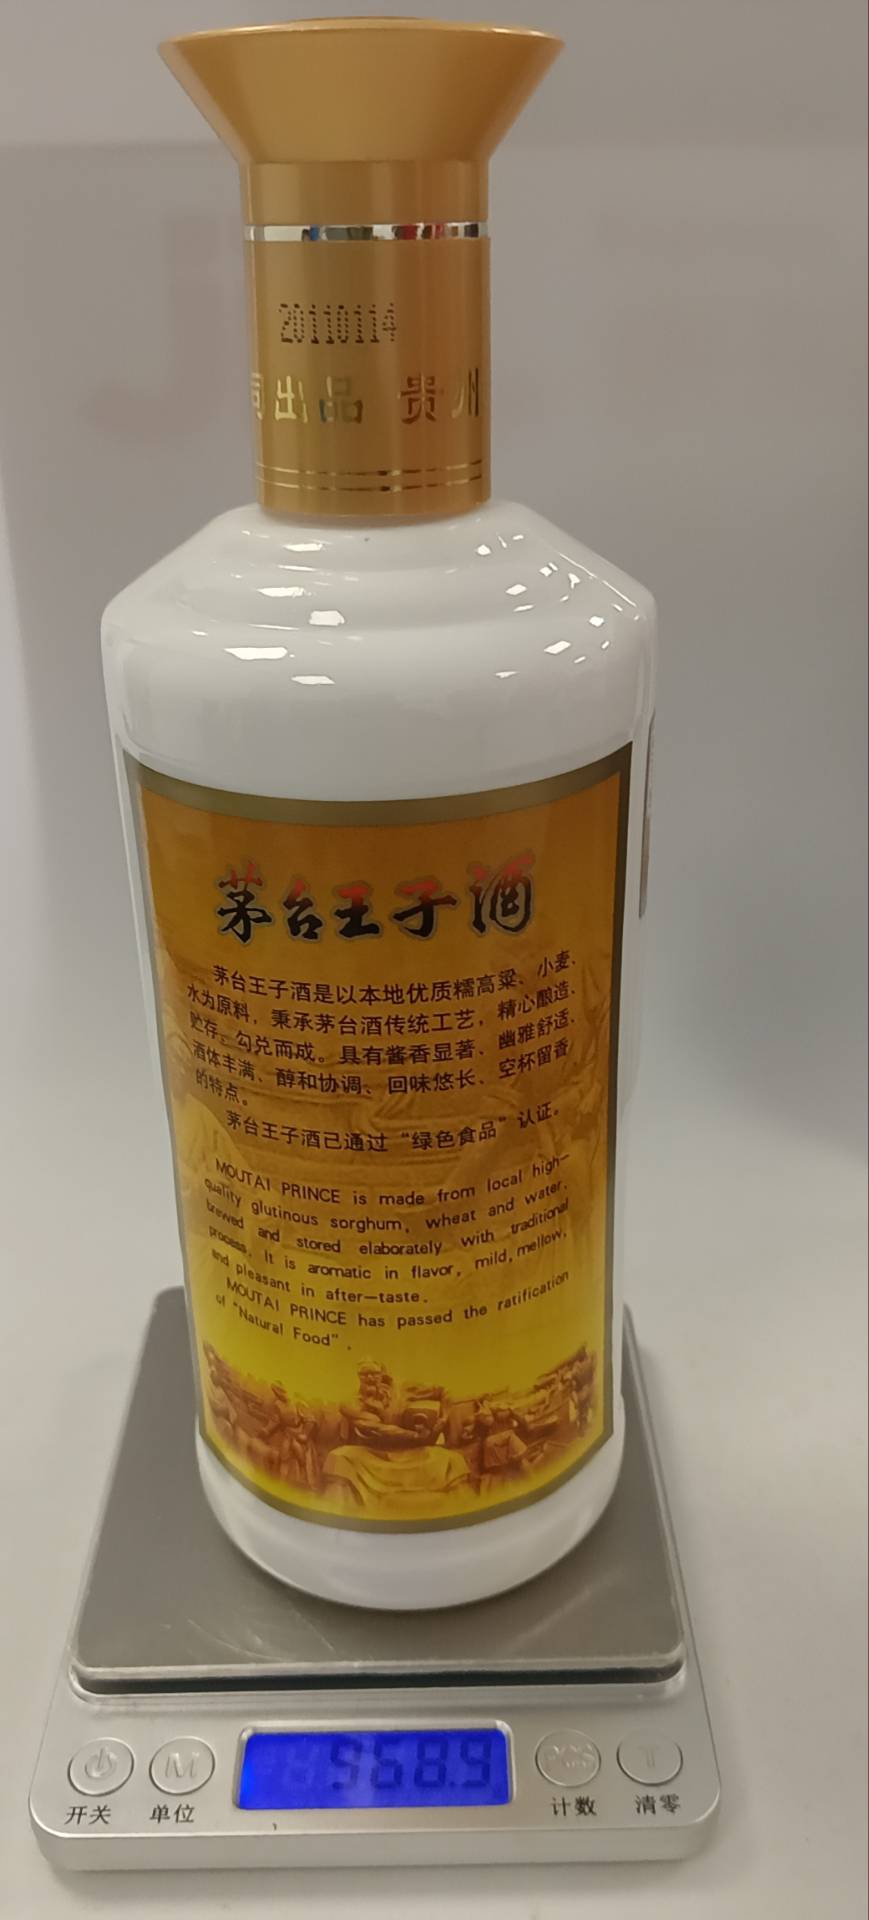 20110114
司出品 贵州
茅台王子酒
茅台王子酒是以本地优质糯高粱、小麦、
水为原料，秉承茅台酒传统工艺，精心酿造、
贮存、勾兑而成。具有酱香显著、幽雅舒适、
酒体丰满、醇和协调、回味悠长、空杯留香
的特点。
茅台王子酒已通过“绿色食品”认证。
MOUTAI PRINCE is made from local high-
quality glutinous sorghum, wheat and water,
brewed and stored elaborately with traditional
process. It is aromatic in flavor, mild, mellow,
and pleasant in after-taste.
MOUTAI PRINCE has passed the ratification
of "Natural Food".
968.9
M PCS T
开关 单位 计数 清零